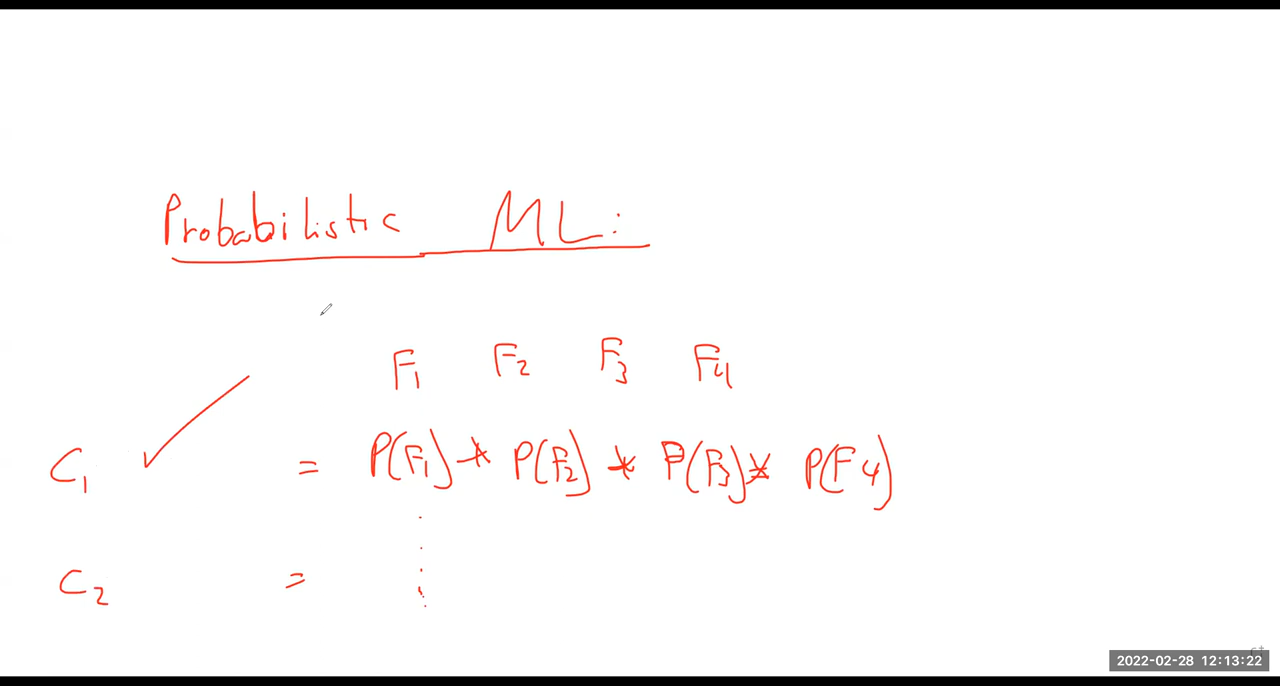 Probabilistic ML:
F₁ F₂ F₃ F₄
C₁ = P(F₁) * P(F₂) * P(F₃) * P(F4)
C₂ =
2022-02-28 12:13:22